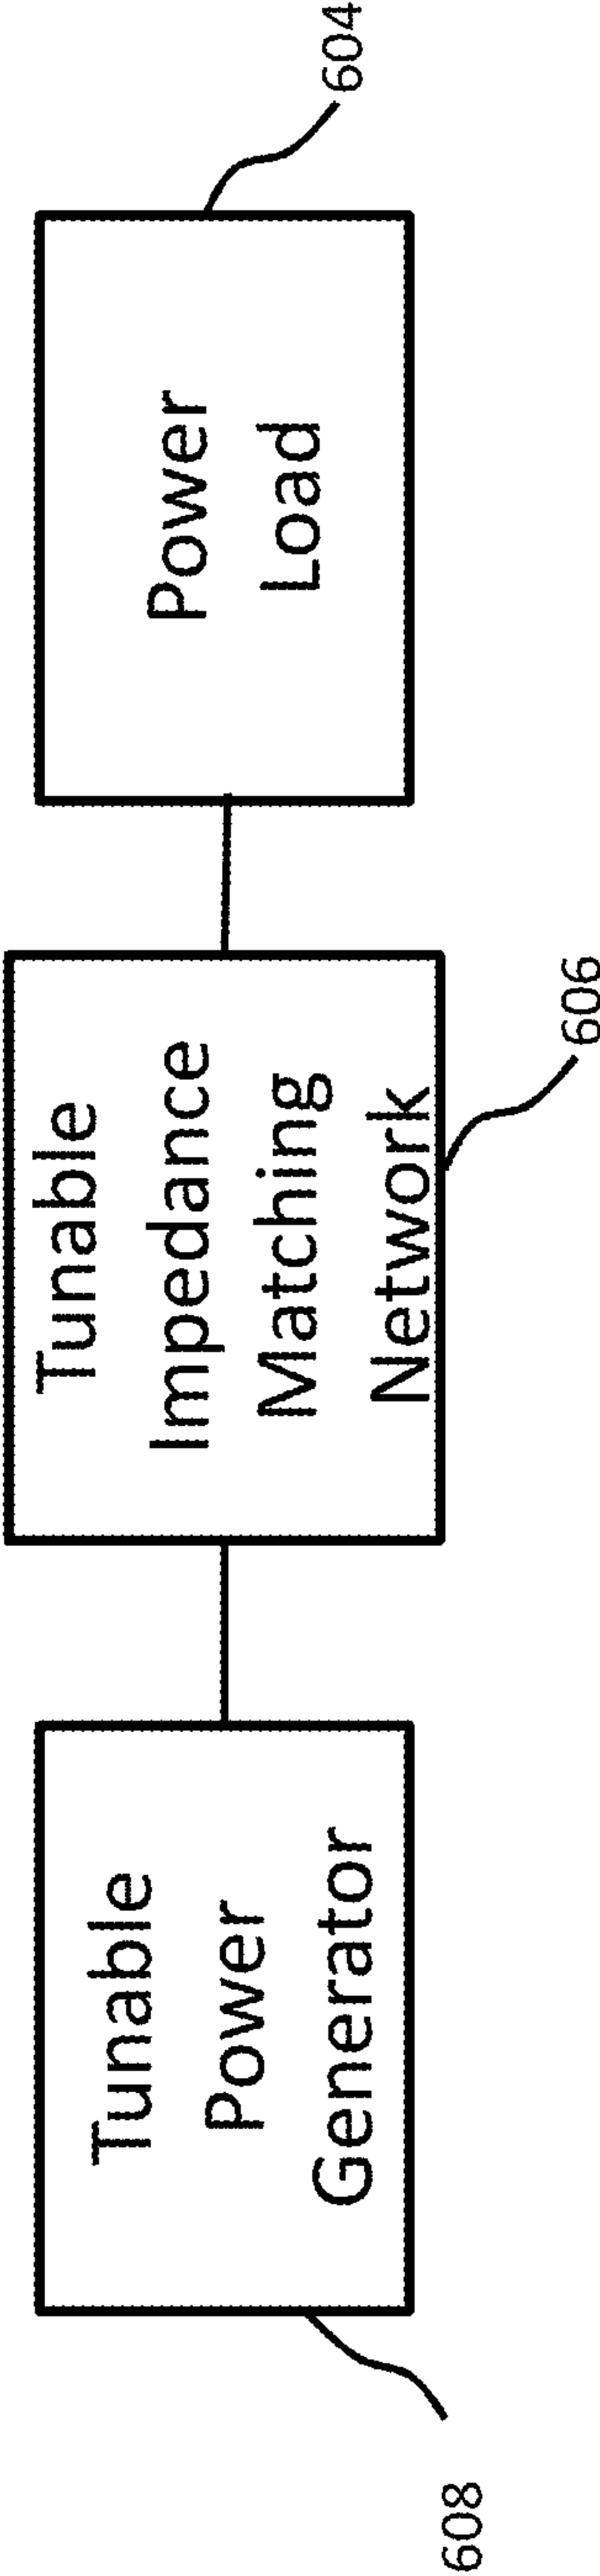 Tunable
Power
Generator
608
Tunable
Impedance
Matching
Network
606
Power
Load
604